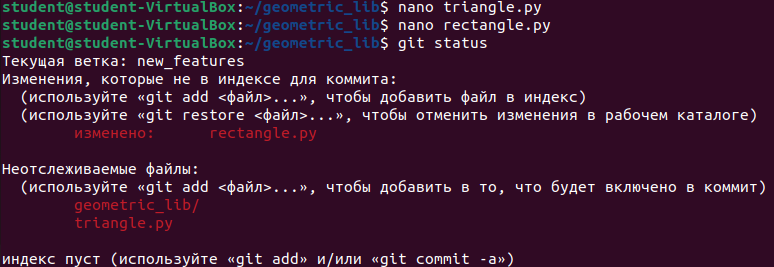 student@student-VirtualBox:~/geometric_lib$ nano triangle.py
student@student-VirtualBox:~/geometric_lib$ nano rectangle.py
student@student-VirtualBox:~/geometric_lib$ git status
Текущая ветка: new_features
Изменения, которые не в индексе для коммита:
  (используйте «git add <файл>...», чтобы добавить файл в индекс)
  (используйте «git restore <файл>...», чтобы отменить изменения в рабочем каталоге)
        изменено:      rectangle.py
Неотслеживаемые файлы:
  (используйте «git add <файл>...», чтобы добавить в то, что будет включено в коммит)
        geometric_lib/
        triangle.py
индекс пуст (используйте «git add» и/или «git commit -a»)